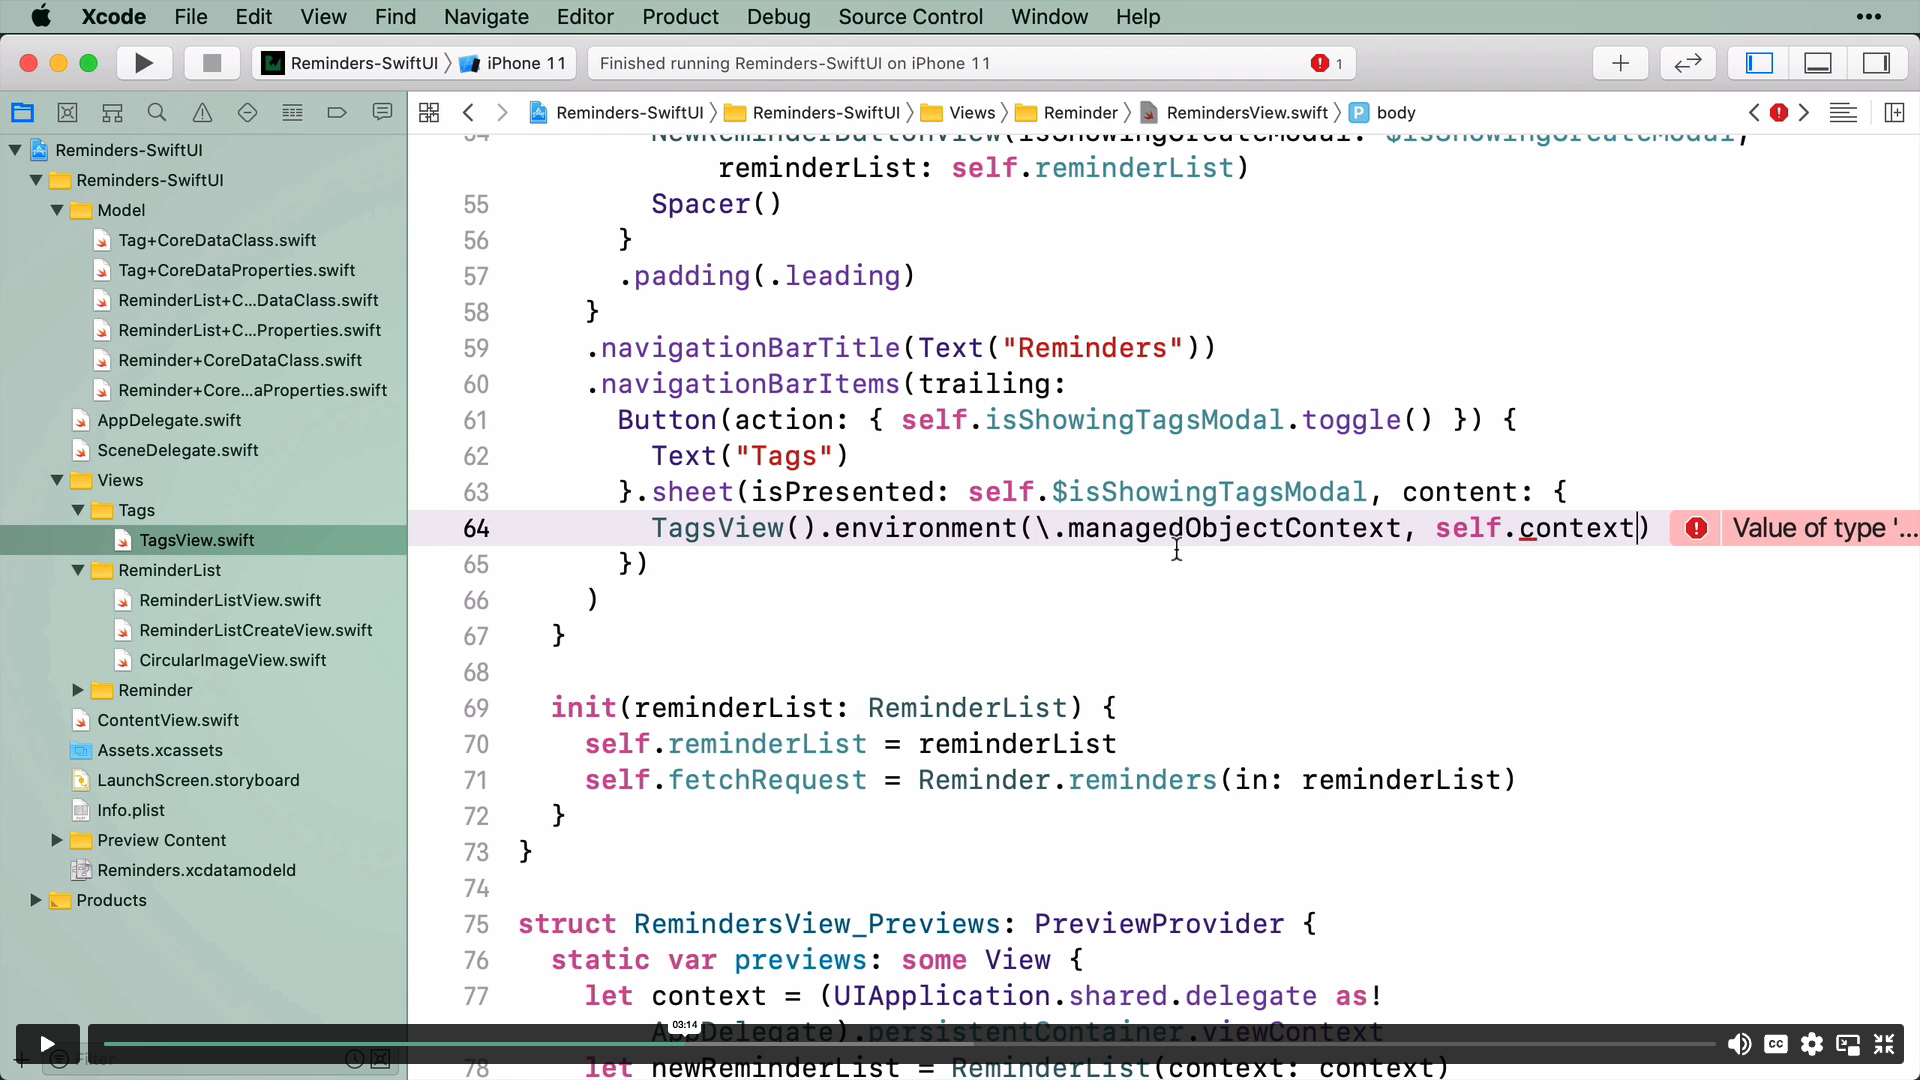 Xcode File Edit View Find Navigate Editor Product Debug Source Control Window Help
Reminders-SwiftUI iPhone 11 Finished running Reminders-SwiftUI on iPhone 11 1
Reminders-SwiftUI Reminders-SwiftUI Views Reminder RemindersView.swift P body
Reminders-SwiftUI
Reminders-SwiftUI
Model
Tag+CoreDataClass.swift
Tag+CoreDataProperties.swift
ReminderList+C...DataClass.swift
ReminderList+C...Properties.swift
Reminder+CoreDataClass.swift
Reminder+Core...aProperties.swift
AppDelegate.swift
SceneDelegate.swift
Views
Tags
TagsView.swift
ReminderList
ReminderListView.swift
ReminderListCreateView.swift
CircularImageView.swift
Reminder
ContentView.swift
Assets.xcassets
LaunchScreen.storyboard
Info.plist
Preview Content
Reminders.xcdatamodeld
Products
Filter
54 NewReminderButtonView(isShowingCreateModal: $isShowingCreateModal,
reminderList: self.reminderList)
55 Spacer()
56 }
57 .padding(.leading)
58 }
59 .navigationBarTitle(Text("Reminders"))
60 .navigationBarItems(trailing:
61 Button(action: { self.isShowingTagsModal.toggle() }) {
62 Text("Tags")
63 }.sheet(isPresented: self.$isShowingTagsModal, content: {
64 TagsView().environment(\.managedObjectContext, self.context) Value of type '...
65 })
66 )
67 }
68
69 init(reminderList: ReminderList) {
70 self.reminderList = reminderList
71 self.fetchRequest = Reminder.reminders(in: reminderList)
72 }
73 }
74
75 struct RemindersView_Previews: PreviewProvider {
76 static var previews: some View {
77 let context = (UIApplication.shared.delegate as!
AppDelegate).persistentContainer.viewContext
78 let newReminderList = ReminderList(context: context)
03:14
CC